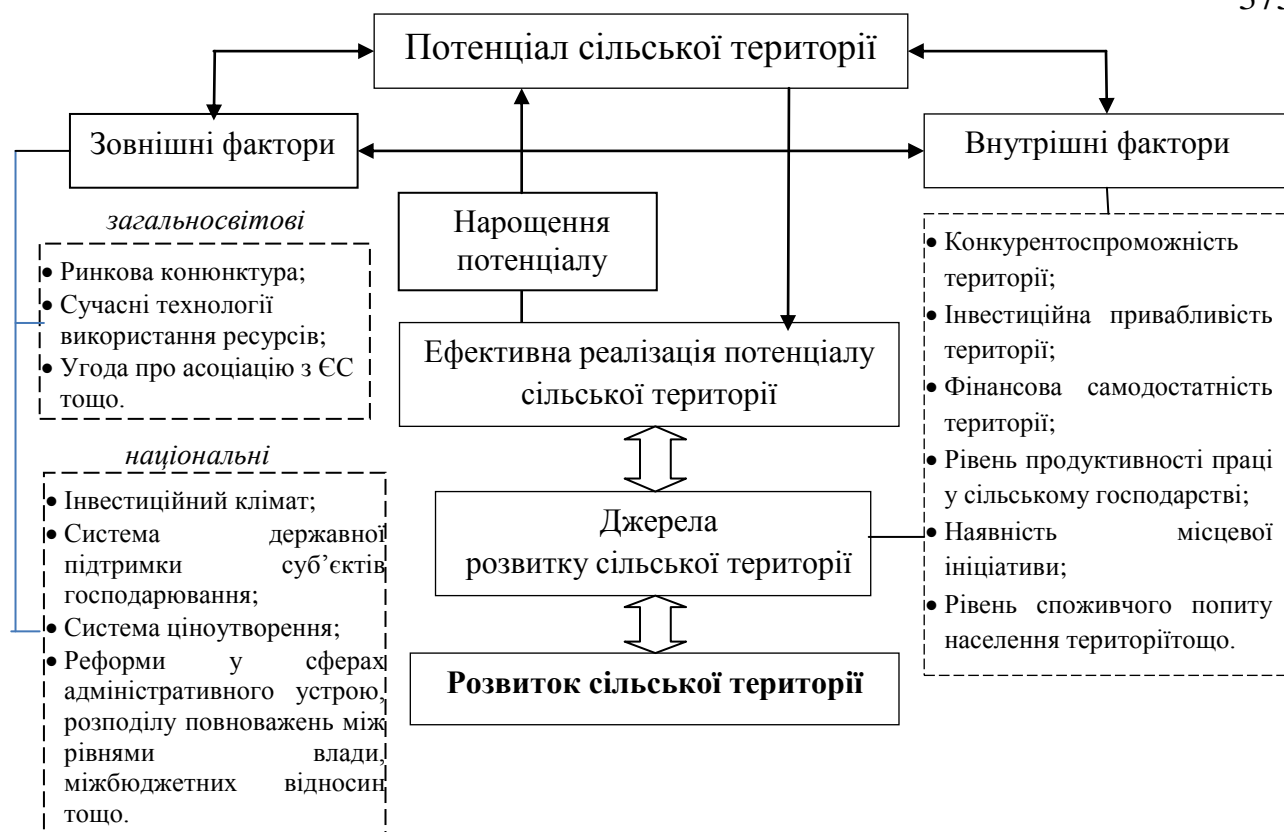 Потенціал сільської території
Зовнішні фактори
Внутрішні фактори
загальносвітові
• Ринкова конюнктура;
• Сучасні технології
використання ресурсів;
• Угода про асоціацію з ЄС
тощо.
національні
• Інвестиційний клімат;
• Система державної
підтримки суб’єктів
господарювання;
• Система ціноутворення;
• Реформи у сферах
адміністративного устрою,
розподілу повноважень між
рівнями влади,
міжбюджетних відносин
тощо.
Нарощення
потенціалу
Ефективна реалізація потенціалу
сільської території
Джерела
розвитку сільської території
Розвиток сільської території
• Конкурентоспроможність
території;
• Інвестиційна привабливість
території;
• Фінансова самодостатність
території;
• Рівень продуктивності праці
у сільському господарстві;
• Наявність місцевої
ініціативи;
• Рівень споживчого попиту
населення територіїтощо.